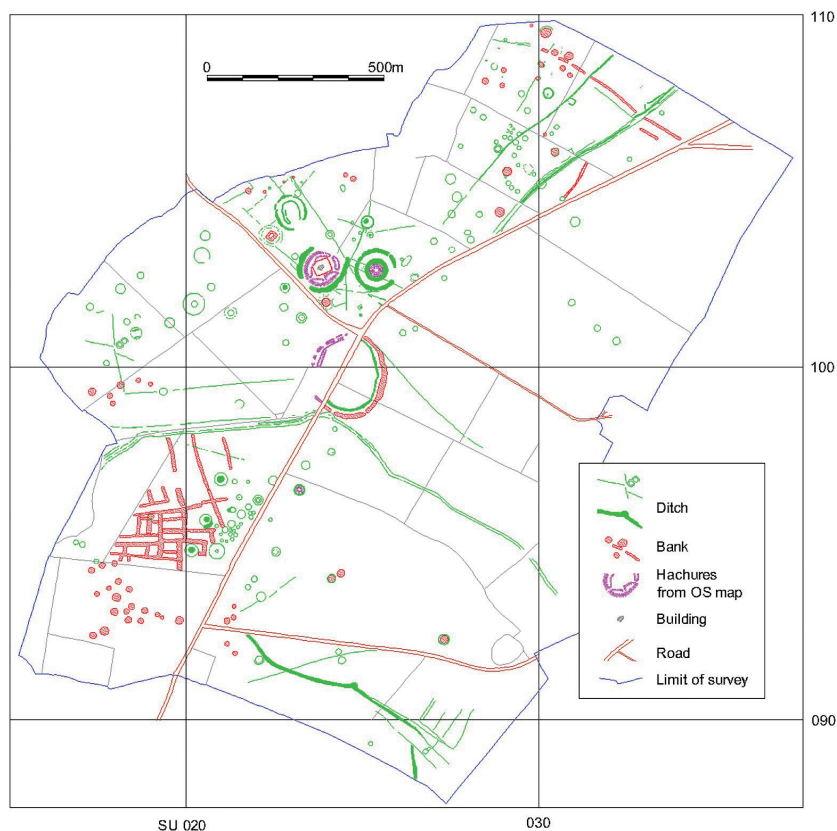 110
0 500m
100
Ditch
Bank
Hachures
from OS map
Building
Road
Limit of survey
090
SU 020 030